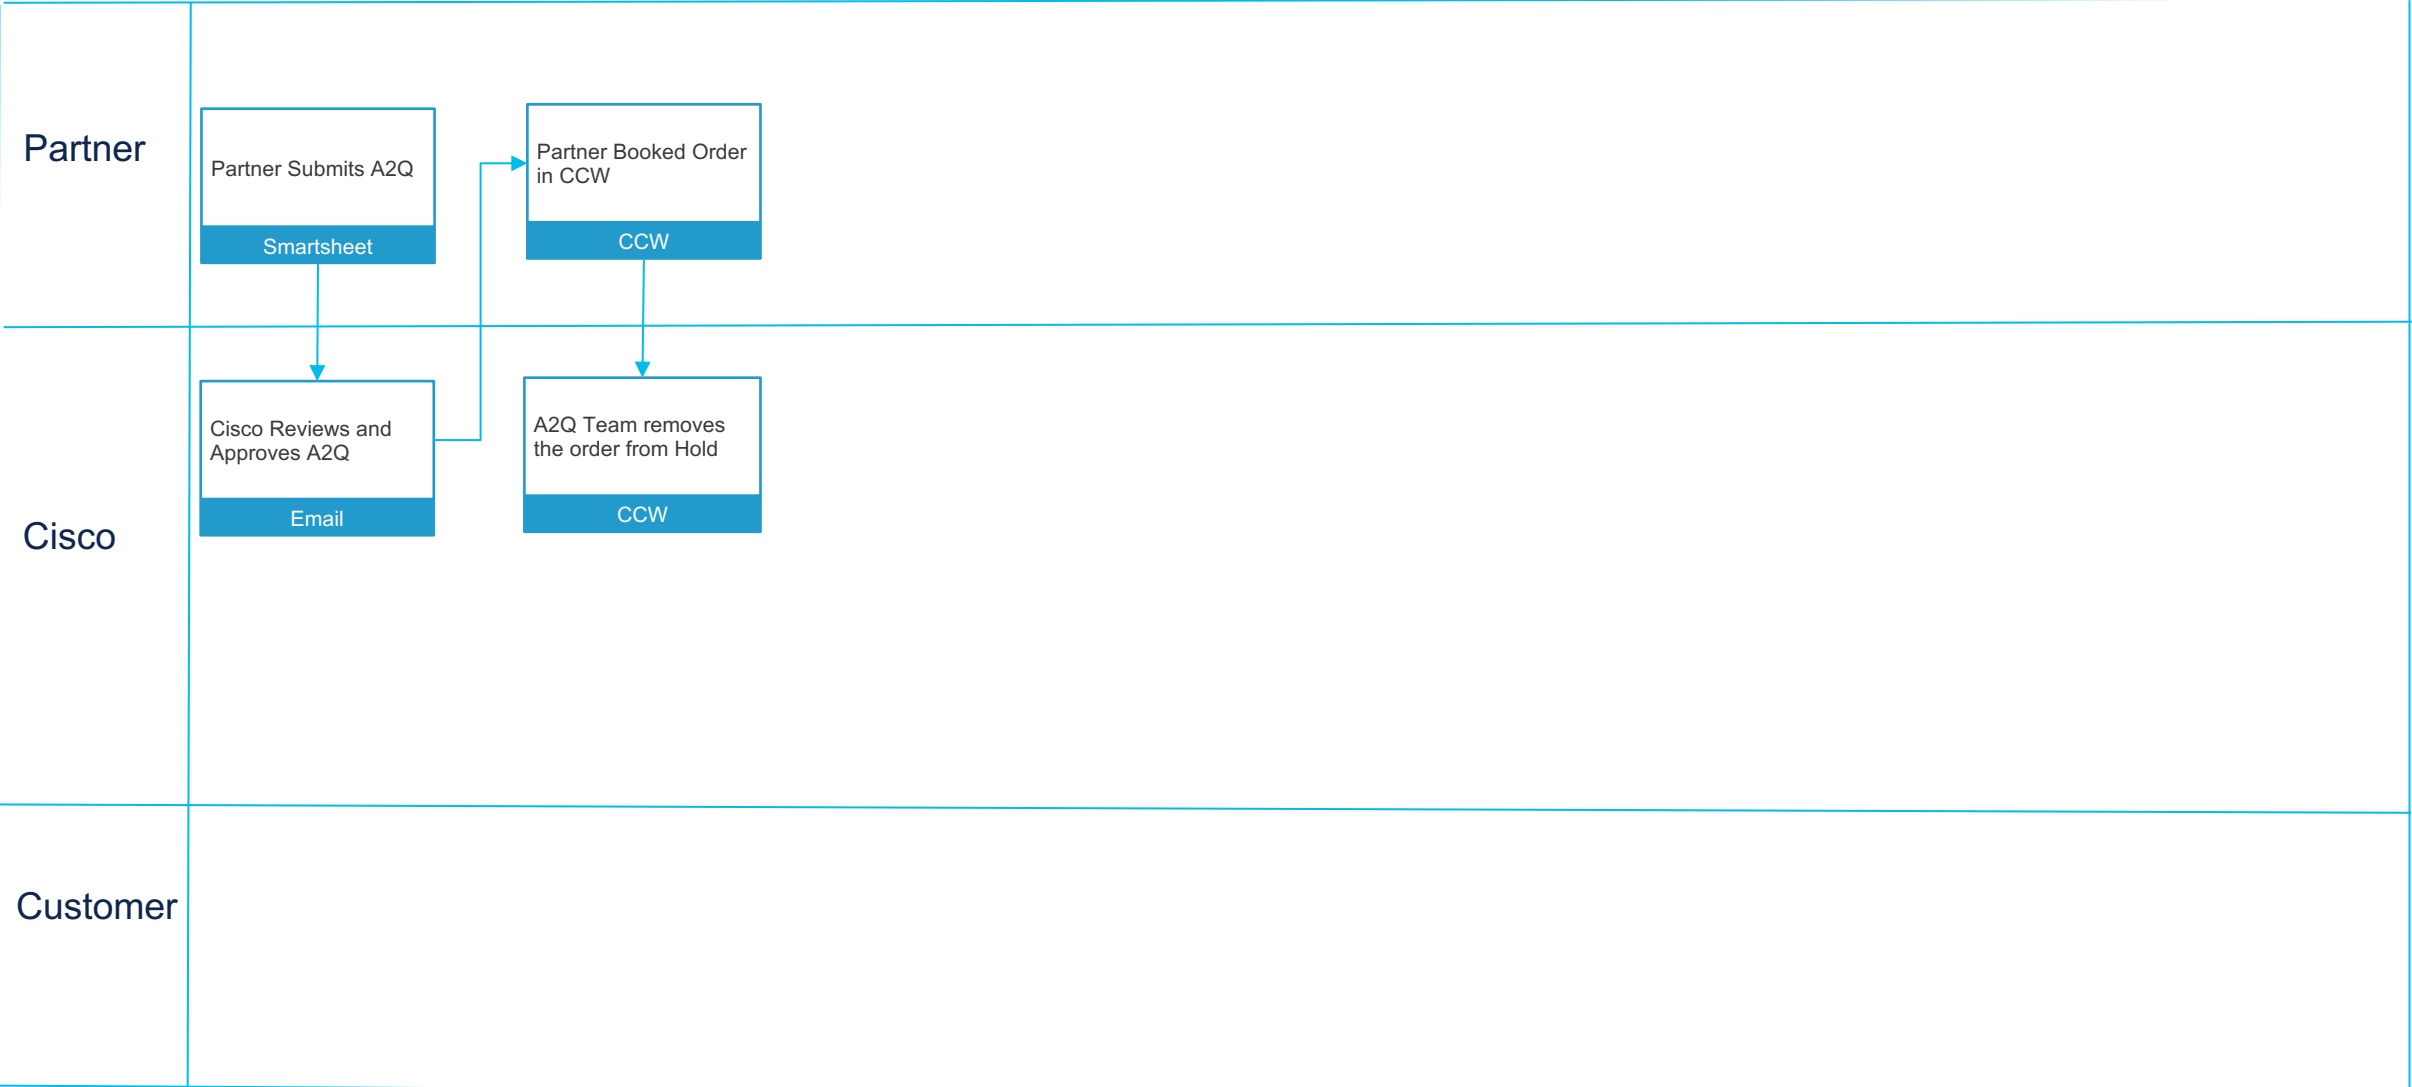 Partner
Partner Submits A2Q
Smartsheet
Partner Booked Order
in CCW
CCW
Cisco
Cisco Reviews and
Approves A2Q
Email
A2Q Team removes
the order from Hold
CCW
Customer